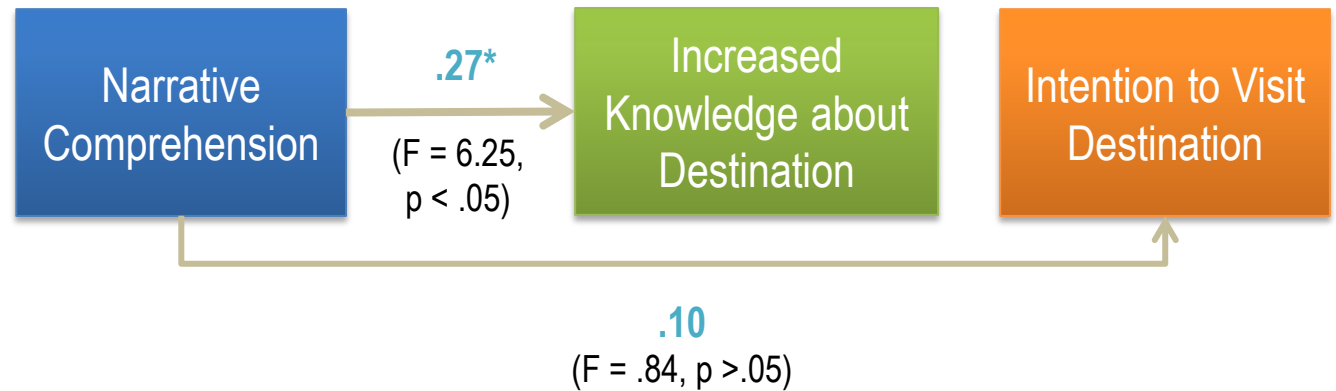 Narrative
Comprehension
.27*
(F = 6.25,
p < .05)
Increased
Knowledge about
Destination
Intention to Visit
Destination
.10
(F = .84, p >.05)